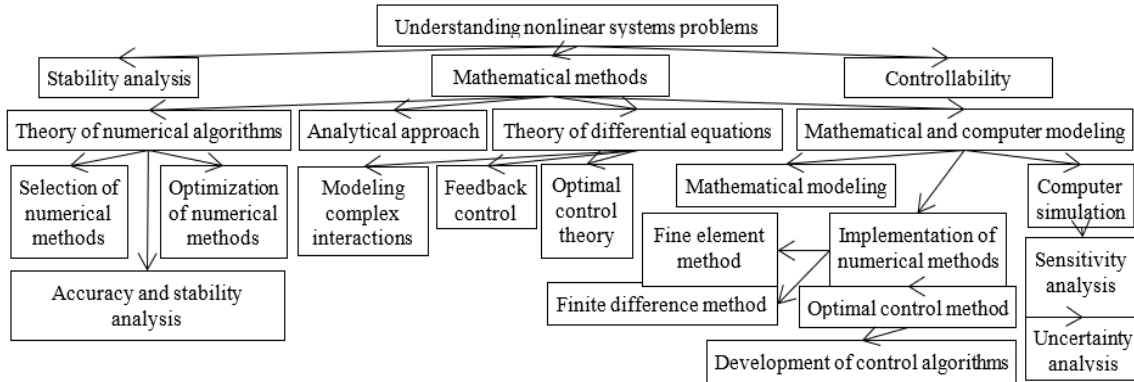 Understanding nonlinear systems problems
Stability analysis
Mathematical methods
Controllability
Theory of numerical algorithms
Analytical approach
Theory of differential equations
Mathematical and computer modeling
Selection of
numerical
methods
Optimization
of numerical
methods
Modeling
complex
interactions
Feedback
control
Optimal
control
theory
Mathematical modeling
Computer
simulation
Fine element
method
Implementation of
numerical methods
Sensitivity
analysis
Accuracy and stability
analysis
Finite difference method
Optimal control method
Uncertainty
analysis
Development of control algorithms